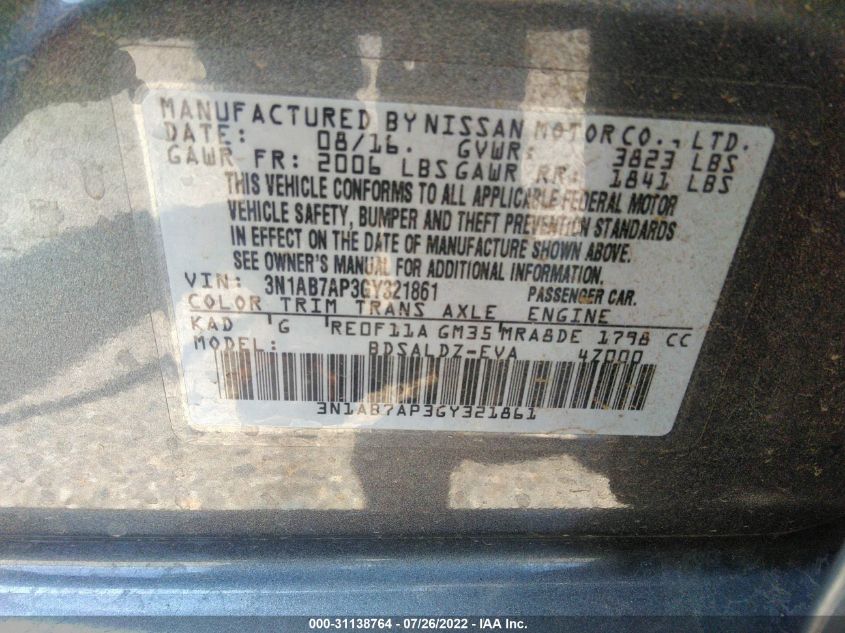 MANUFACTURED BY NISSAN MOTOR CO., LTD.
DATE: 08/16. GVWR: 3823 LBS
GAWR FR: 2006 LBS GAWR RR: 1841 LBS
THIS VEHICLE CONFORMS TO ALL APPLICABLE FEDERAL MOTOR
VEHICLE SAFETY, BUMPER AND THEFT PREVENTION STANDARDS
IN EFFECT ON THE DATE OF MANUFACTURE SHOWN ABOVE.
SEE OWNER'S MANUAL FOR ADDITIONAL INFORMATION.
VIN: 3N1AB7AP3GY321861 PASSENGER CAR.
COLOR TRIM TRANS AXLE ENGINE
KAD G RE0F11A GM35 MRA8DE 1798 CC
MODEL: BDSALDZ-EVA 4Z000
3N1AB7AP3GY321861
000-31138764 - 07/26/2022 - IAA Inc.